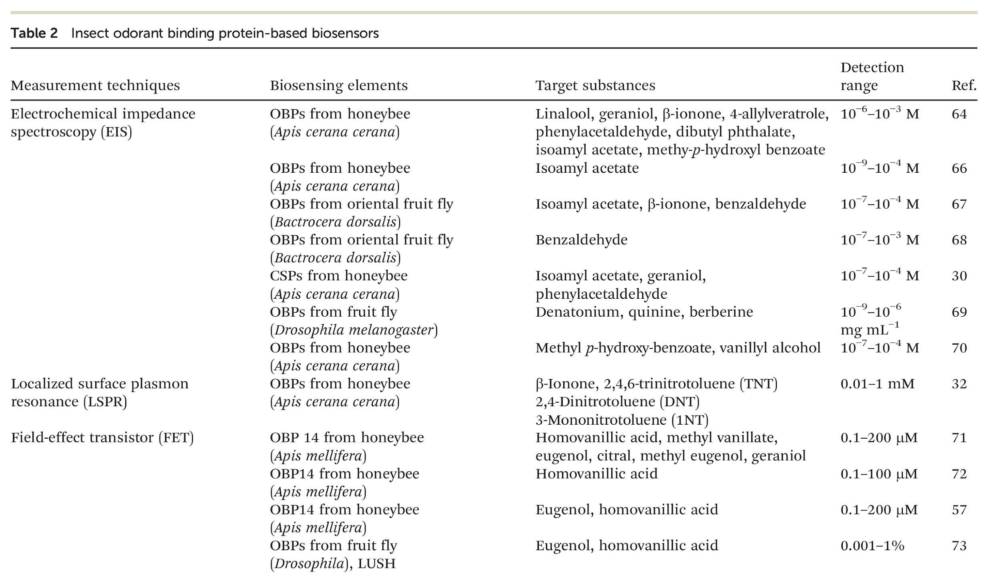 Table 2 Insect odorant binding protein-based biosensors
Measurement techniques Biosensing elements Target substances Detection range Ref.
Electrochemical impedance OBPs from honeybee Linalool, geraniol, β-ionone, 4-allylveratrole, 10⁻⁶–10⁻³ M 64
spectroscopy (EIS) (Apis cerana cerana) phenylacetaldehyde, dibutyl phthalate,
isoamyl acetate, methy-p-hydroxyl benzoate
OBPs from honeybee Isoamyl acetate 10⁻⁹–10⁻⁴ M 66
(Apis cerana cerana)
OBPs from oriental fruit fly Isoamyl acetate, β-ionone, benzaldehyde 10⁻⁷–10⁻⁴ M 67
(Bactrocera dorsalis)
OBPs from oriental fruit fly Benzaldehyde 10⁻⁷–10⁻³ M 68
(Bactrocera dorsalis)
CSPs from honeybee Isoamyl acetate, geraniol, 10⁻⁷–10⁻⁴ M 30
(Apis cerana cerana) phenylacetaldehyde
OBPs from fruit fly Denatonium, quinine, berberine 10⁻⁹–10⁻⁶ 69
(Drosophila melanogaster) mg mL⁻¹
OBPs from honeybee Methyl p-hydroxy-benzoate, vanillyl alcohol 10⁻⁷–10⁻⁴ M 70
(Apis cerana cerana)
Localized surface plasmon OBPs from honeybee β-Ionone, 2,4,6-trinitrotoluene (TNT) 0.01–1 mM 32
resonance (LSPR) (Apis cerana cerana) 2,4-Dinitrotoluene (DNT)
3-Mononitrotoluene (1NT)
Field-effect transistor (FET) OBP 14 from honeybee Homovanillic acid, methyl vanillate, 0.1–200 μM 71
(Apis mellifera) eugenol, citral, methyl eugenol, geraniol
OBP14 from honeybee Homovanillic acid 0.1–100 μM 72
(Apis mellifera)
OBP14 from honeybee Eugenol, homovanillic acid 0.1–200 μM 57
(Apis mellifera)
OBPs from fruit fly Eugenol, homovanillic acid 0.001–1% 73
(Drosophila), LUSH